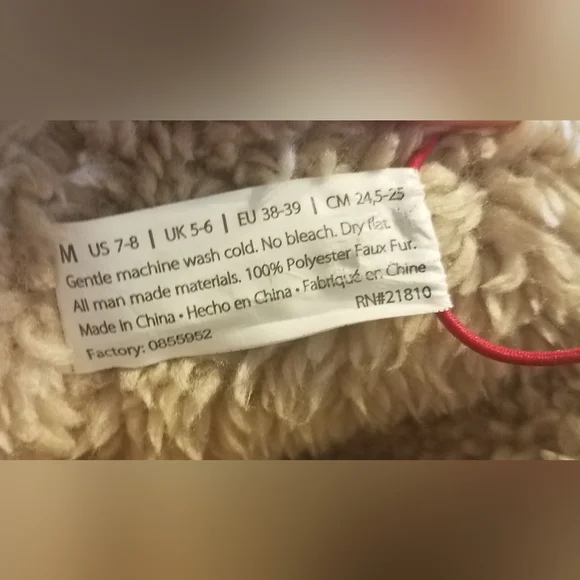 M US 7-8 | UK 5-6 | EU 38-39 | CM 24,5-25
Gentle machine wash cold. No bleach. Dry flat.
All man made materials. 100% Polyester Faux Fur.
Made in China • Hecho en China • Fabriqué en Chine
RN#21810
Factory: 0855952